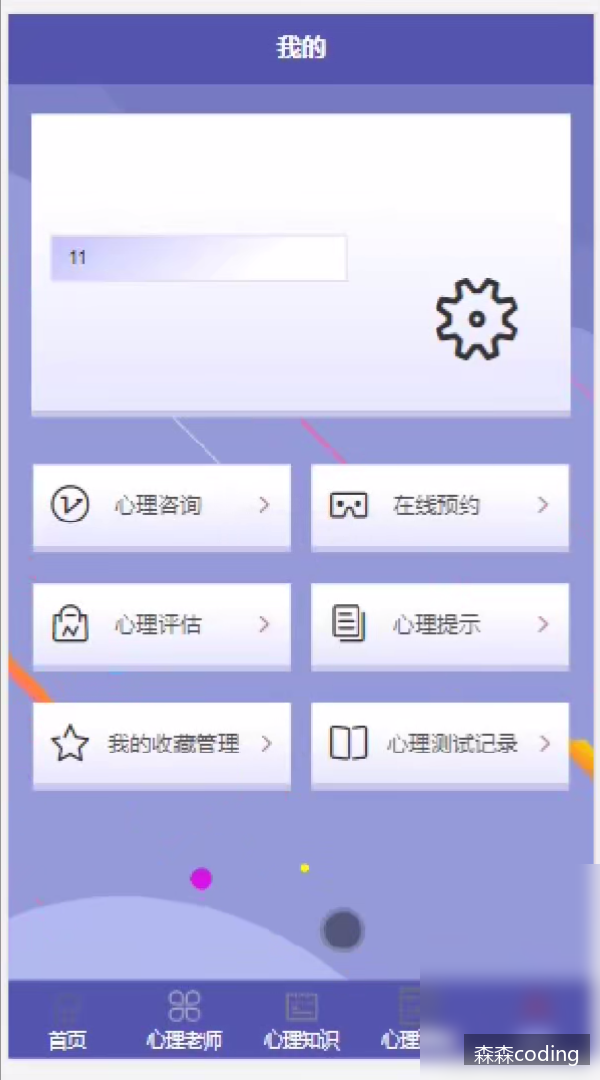 我的
11
心理咨询
在线预约
心理评估
心理提示
我的收藏管理
心理测试记录
首页
心理老师
心理知识
心理
森森coding